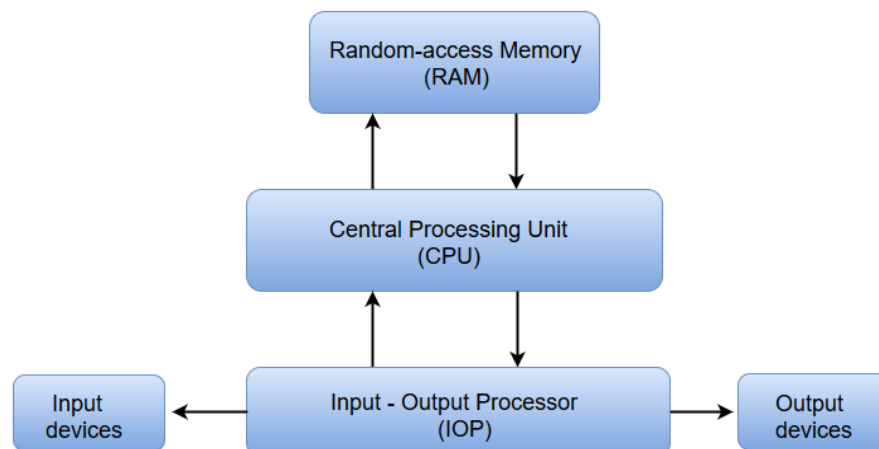 Random-access Memory
(RAM)
Central Processing Unit
(CPU)
Input
devices
Input - Output Processor
(IOP)
Output
devices